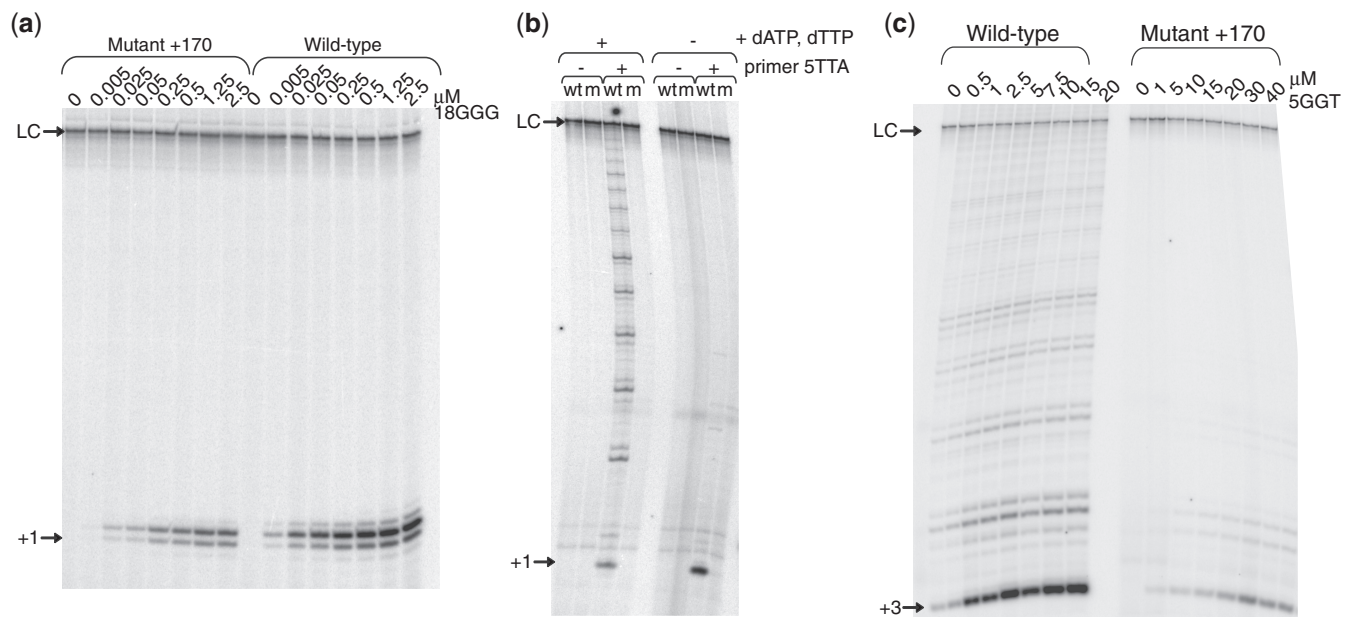 (a)
Mutant +170
Wild-type
0 0.005 0.025 0.05 0.25 0.5 1.25 2.5 0 0.005 0.025 0.05 0.25 0.5 1.25 2.5 μM
18GGG
LC
+1
(b)
+ - + dATP, dTTP
- + - + primer 5TTA
wt m wt m wt m wt m
LC
+1
(c)
Wild-type
Mutant +170
0 0.5 1 2.5 5 7.5 10 15 20 0 1 5 10 15 20 30 40 μM
5GGT
LC
+3